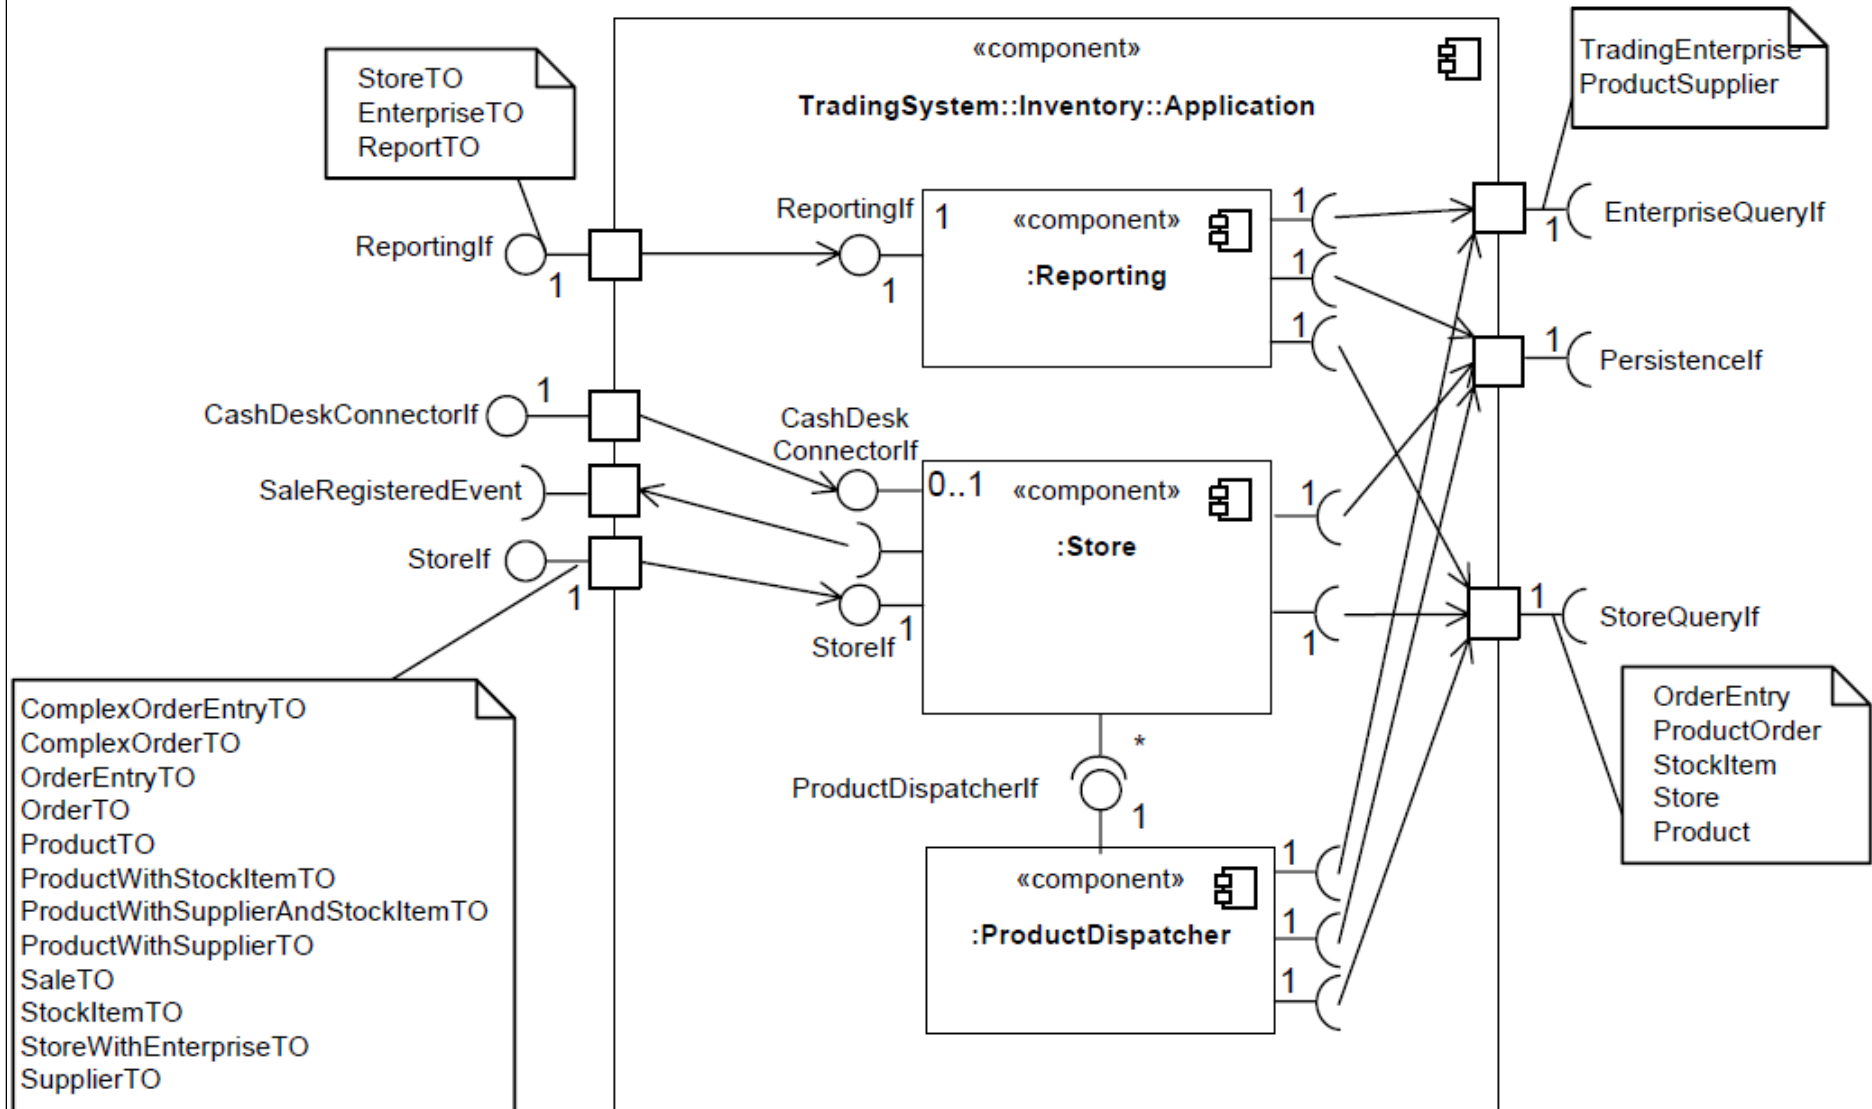 StoreTO
EnterpriseTO
ReportTO
«component»
TradingSystem::Inventory::Application
TradingEnterprise
ProductSupplier
ReportingIf
1
ReportingIf
1
1
«component»
:Reporting
1
1
1
1
EnterpriseQueryIf
1
PersistenceIf
CashDeskConnectorIf
1
SaleRegisteredEvent
StoreIf
1
CashDesk
ConnectorIf
0..1
«component»
:Store
1
StoreIf
1
1
1
StoreQueryIf
OrderEntry
ProductOrder
StockItem
Store
Product
*
ProductDispatcherIf
1
«component»
:ProductDispatcher
1
1
1
ComplexOrderEntryTO
ComplexOrderTO
OrderEntryTO
OrderTO
ProductTO
ProductWithStockItemTO
ProductWithSupplierAndStockItemTO
ProductWithSupplierTO
SaleTO
StockItemTO
StoreWithEnterpriseTO
SupplierTO